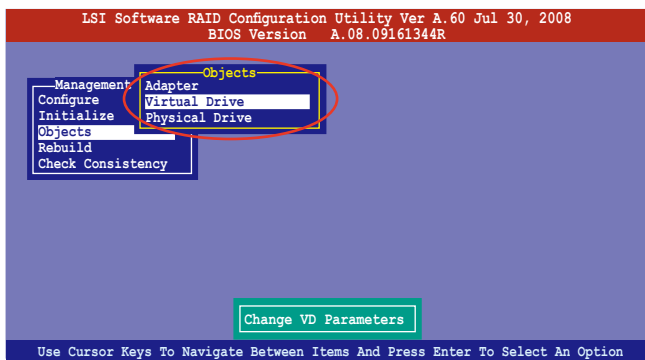 LSI Software RAID Configuration Utility Ver A.60 Jul 30, 2008
BIOS Version A.08.09161344R
Management
Configure
Initialize
Objects
Rebuild
Check Consistency
Objects
Adapter
Virtual Drive
Physical Drive
Change VD Parameters
Use Cursor Keys To Navigate Between Items And Press Enter To Select An Option